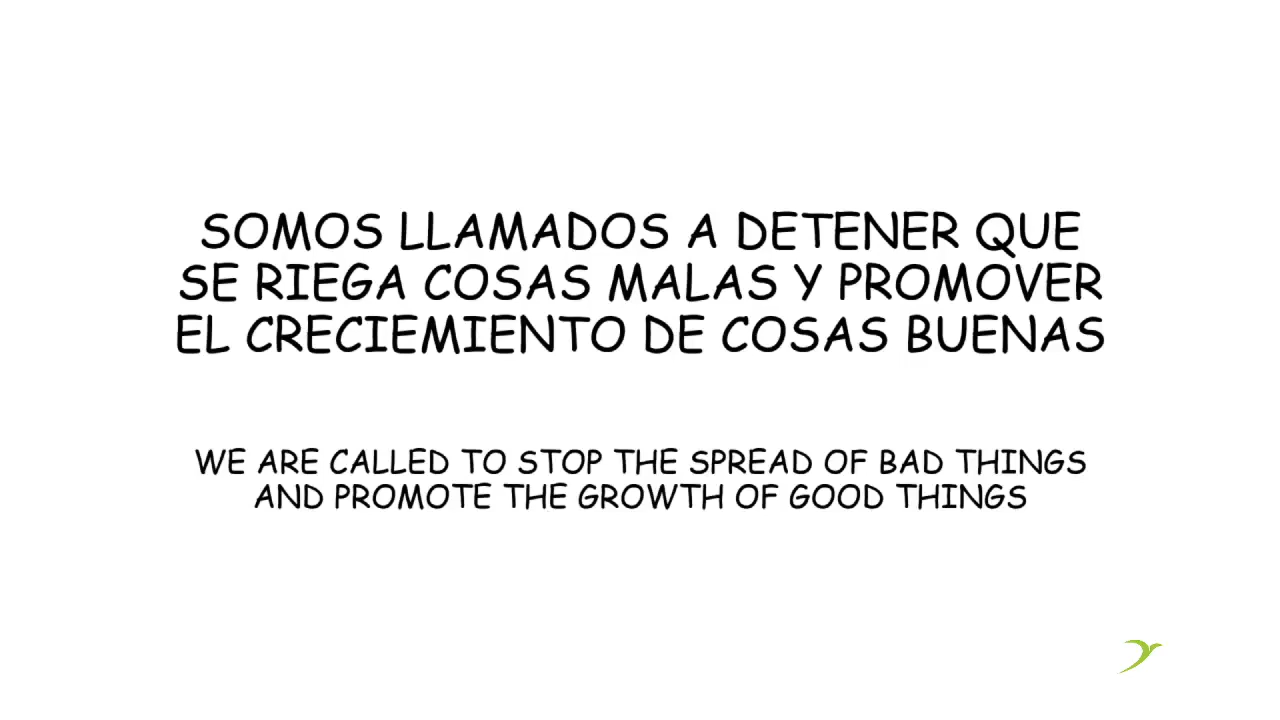 SOMOS LLAMADOS A DETENER QUE
SE RIEGA COSAS MALAS Y PROMOVER
EL CRECIEMIENTO DE COSAS BUENAS
WE ARE CALLED TO STOP THE SPREAD OF BAD THINGS
AND PROMOTE THE GROWTH OF GOOD THINGS